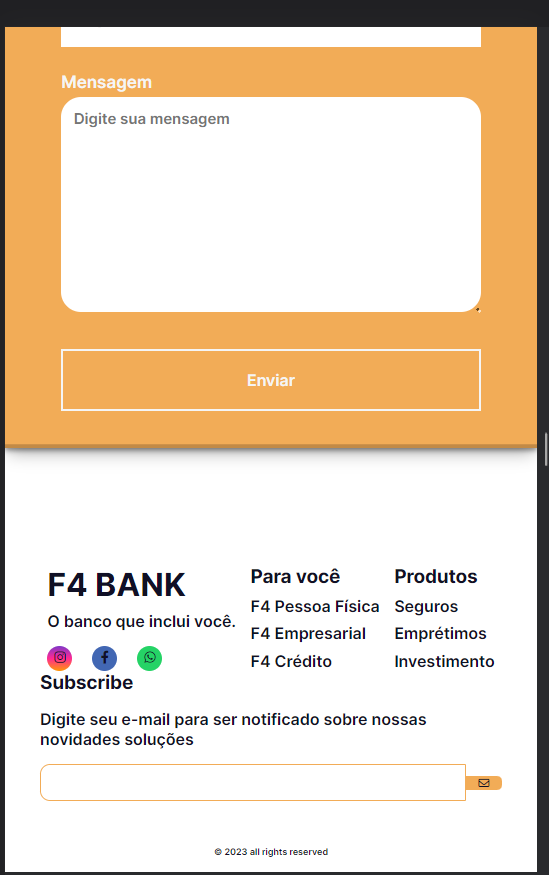 Mensagem
Digite sua mensagem
Enviar
F4 BANK
O banco que inclui você.
Para você
F4 Pessoa Física
F4 Empresarial
F4 Crédito
Produtos
Seguros
Emprétimos
Investimento
Subscribe
Digite seu e-mail para ser notificado sobre nossas
novidades soluções
© 2023 all rights reserved